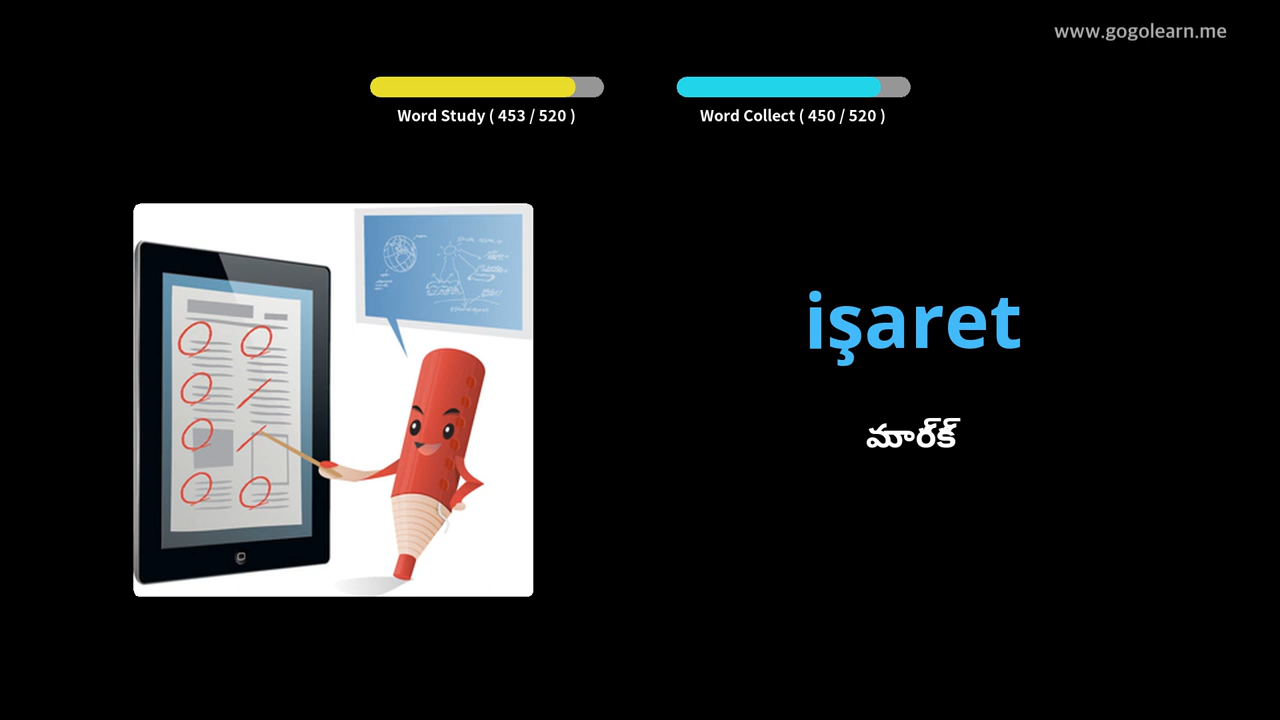 www.gogolearn.me
Word Study ( 453 / 520 )
Word Collect ( 450 / 520 )
işaret
మార్‌క్